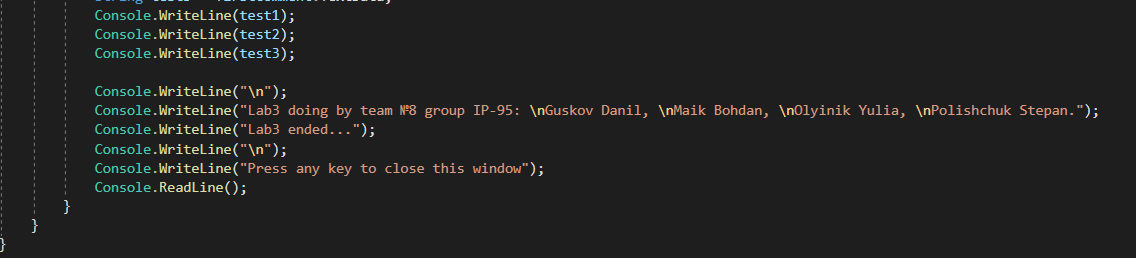 Console.WriteLine(test1);
Console.WriteLine(test2);
Console.WriteLine(test3);
Console.WriteLine("\n");
Console.WriteLine("Lab3 doing by team №8 group IP-95: \nGuskov Danil, \nMaik Bohdan, \nOlyinik Yulia, \nPolishchuk Stepan.");
Console.WriteLine("Lab3 ended...");
Console.WriteLine("\n");
Console.WriteLine("Press any key to close this window");
Console.ReadLine();
}
}
}